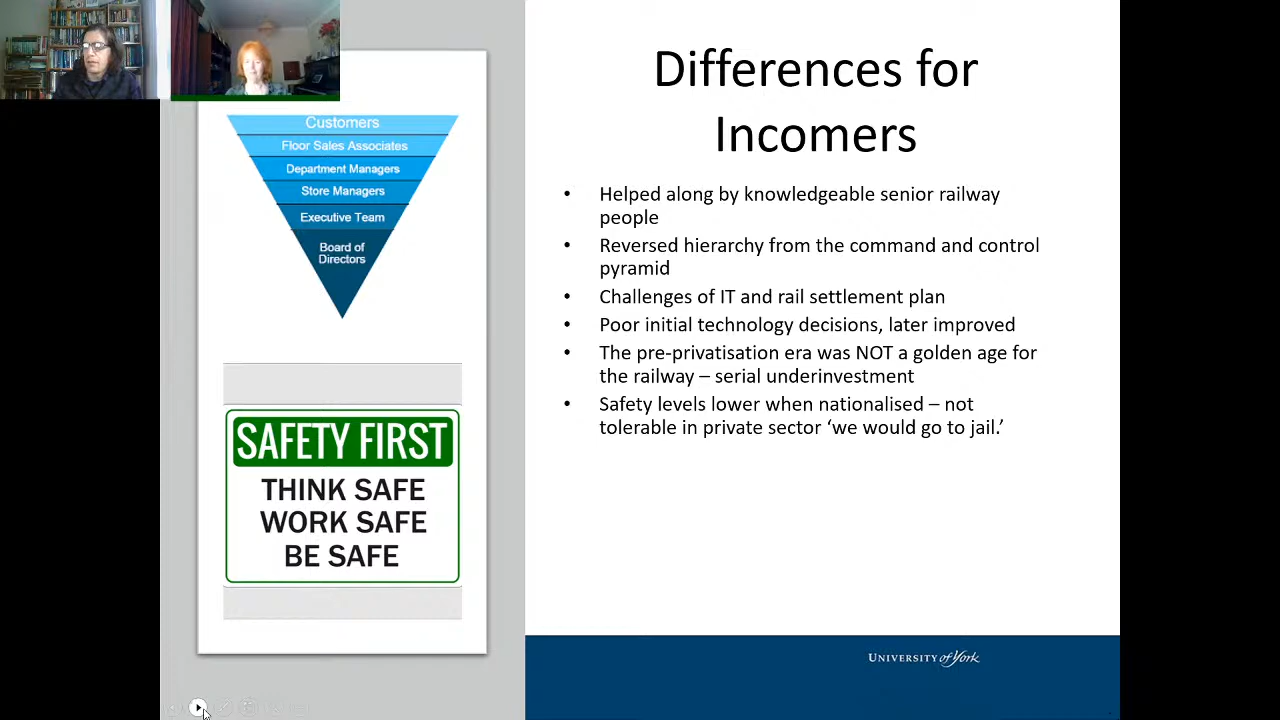 Customers
Floor Sales Associates
Department Managers
Store Managers
Executive Team
Board of
Directors
SAFETY FIRST
THINK SAFE
WORK SAFE
BE SAFE
Differences for
Incomers
• Helped along by knowledgeable senior railway
people
• Reversed hierarchy from the command and control
pyramid
• Challenges of IT and rail settlement plan
• Poor initial technology decisions, later improved
• The pre-privatisation era was NOT a golden age for
the railway – serial underinvestment
• Safety levels lower when nationalised – not
tolerable in private sector ‘we would go to jail.’
UNIVERSITY of York